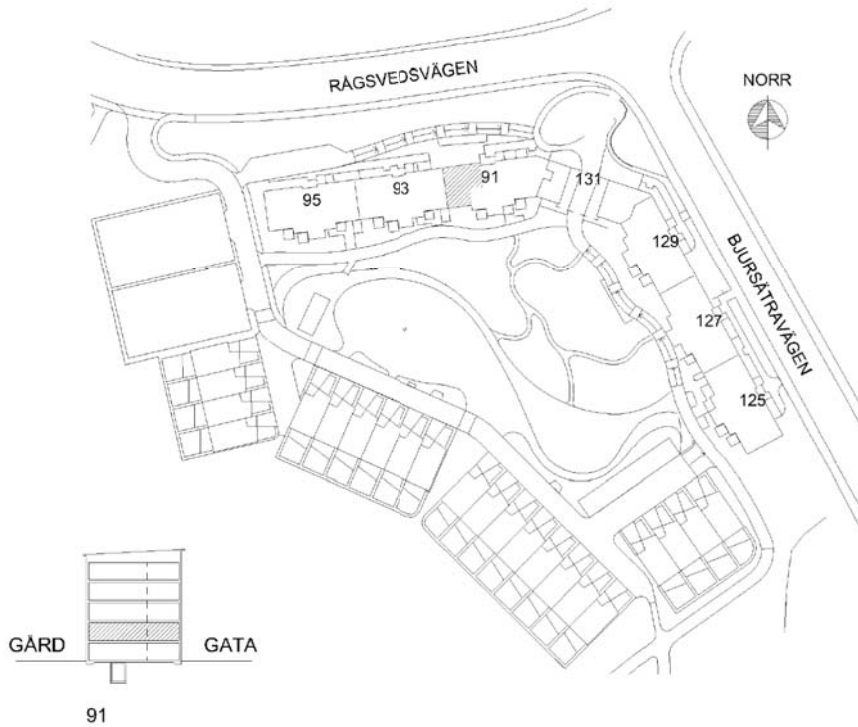 RÅGSVEDSVÄGEN
NORR
95
93
91
131
129
BJURSÄTRAVÄGEN
127
125
GÅRD
GATA
91